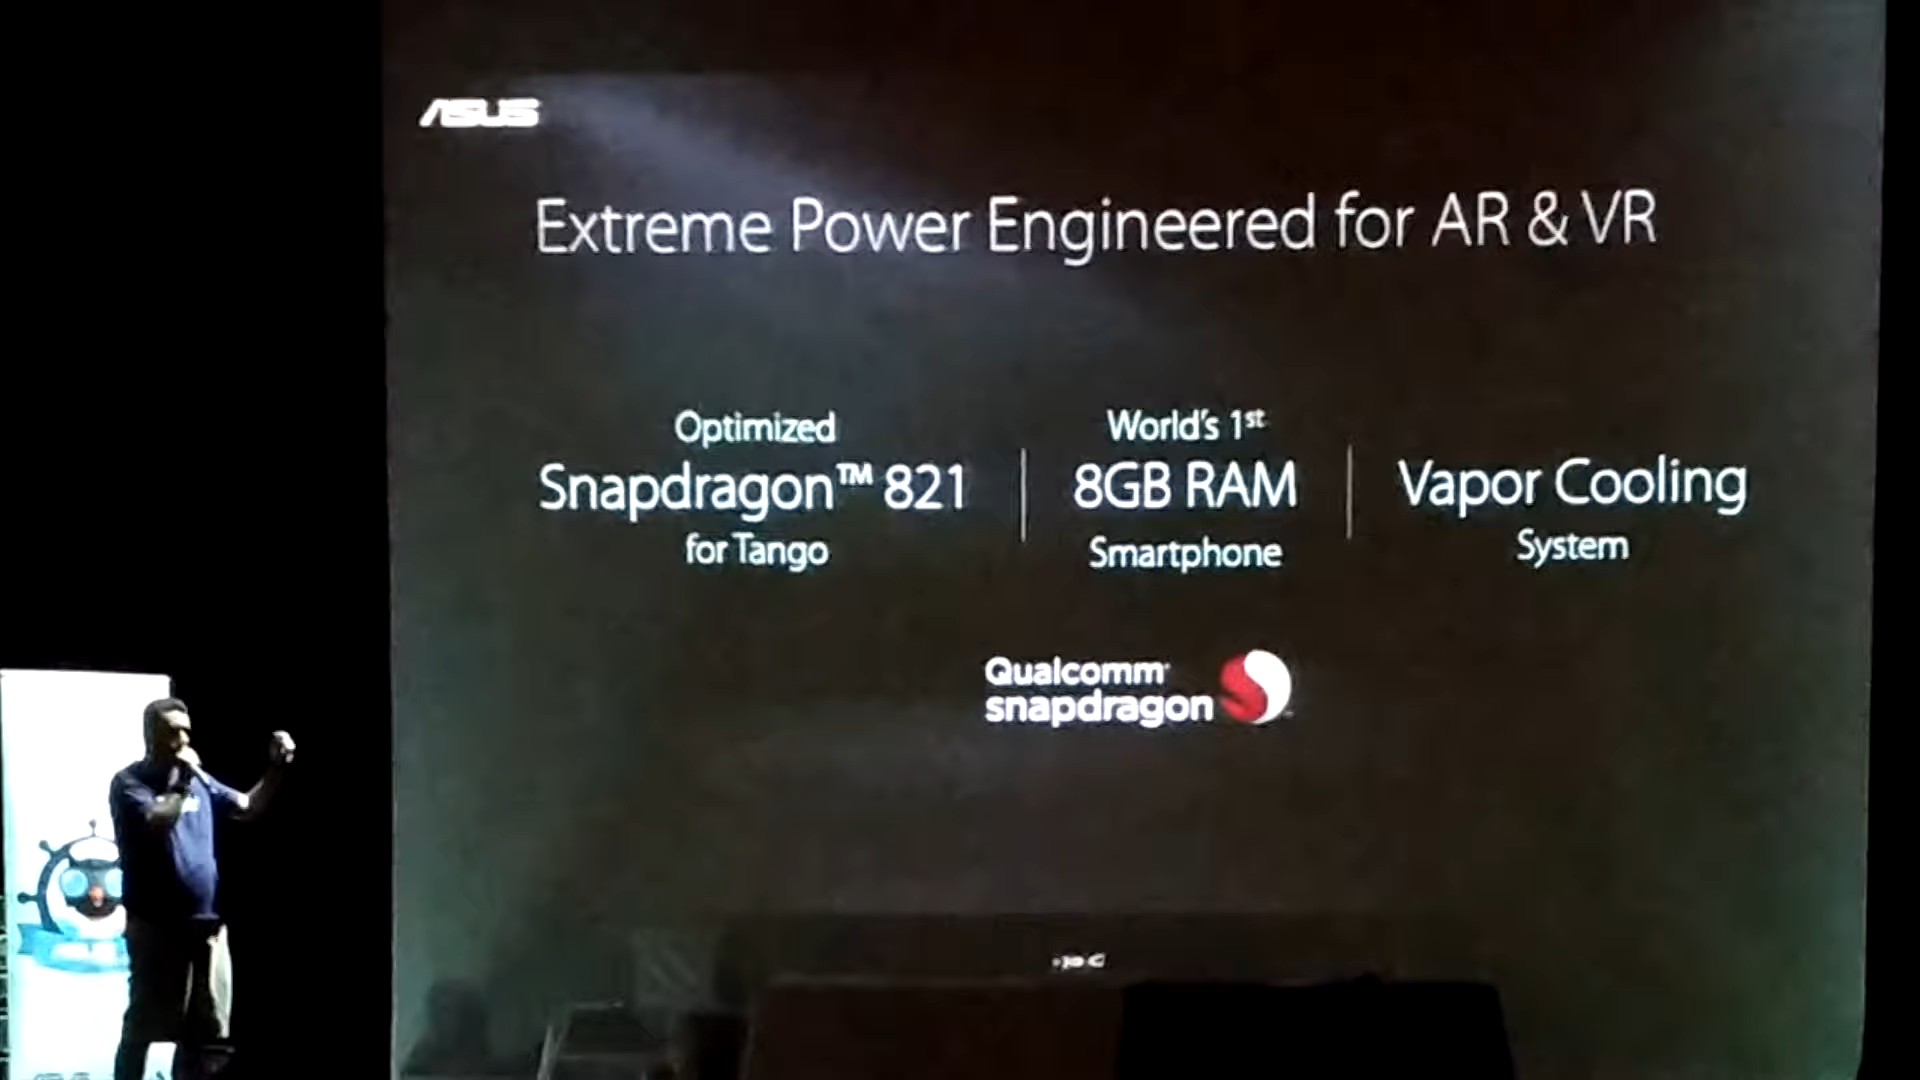 ASUS
Extreme Power Engineered for AR & VR
Optimized
Snapdragon™ 821
for Tango
World's 1st
8GB RAM
Smartphone
Vapor Cooling
System
Qualcomm
snapdragon